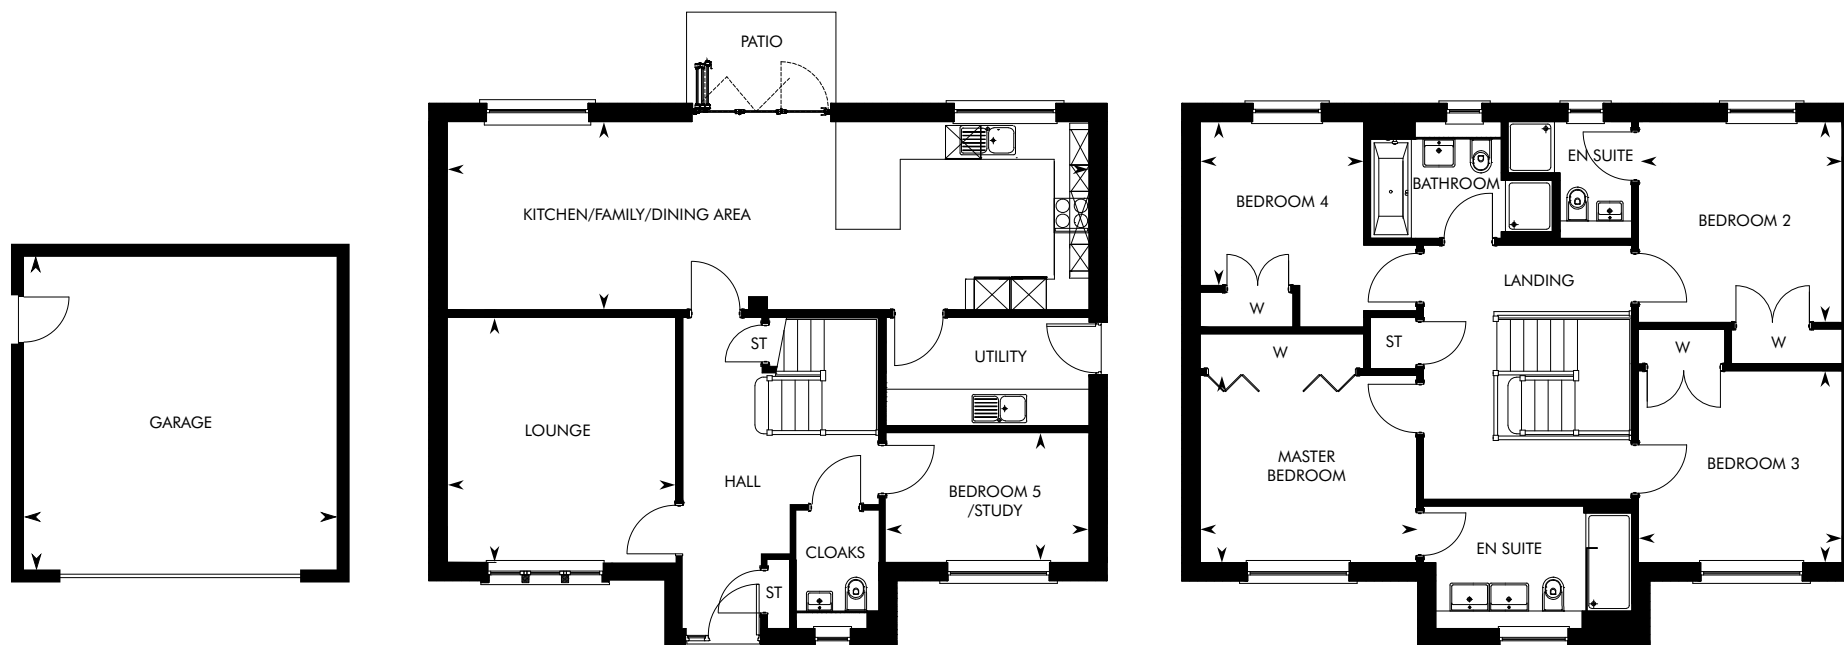 GARAGE
PATIO
KITCHEN/FAMILY/DINING AREA
ST
UTILITY
LOUNGE
HALL
BEDROOM 5
/STUDY
CLOAKS
ST
EN SUITE
BATHROOM
BEDROOM 4
BEDROOM 2
LANDING
W
ST
W
W
W
MASTER
BEDROOM
BEDROOM 3
EN SUITE